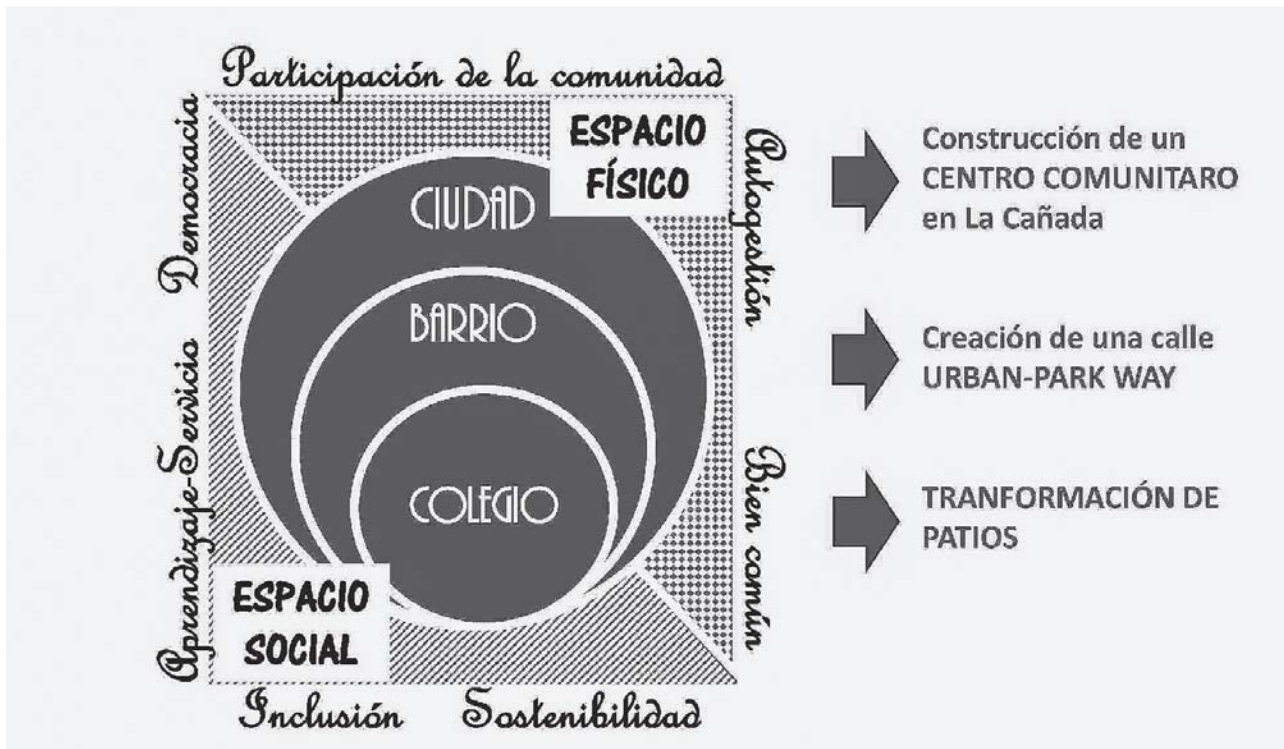 Participación de la comunidad
Democracia
Aprendizaje-Servicio
ESPACIO
FÍSICO
CIUDAD
BARRIO
COLEGIO
ESPACIO
SOCIAL
Autogestión
Bien común
Inclusión
Sostenibilidad
Construcción de un
CENTRO COMUNITARO
en La Cañada
Creación de una calle
URBAN-PARK WAY
TRANFORMACIÓN DE
PATIOS